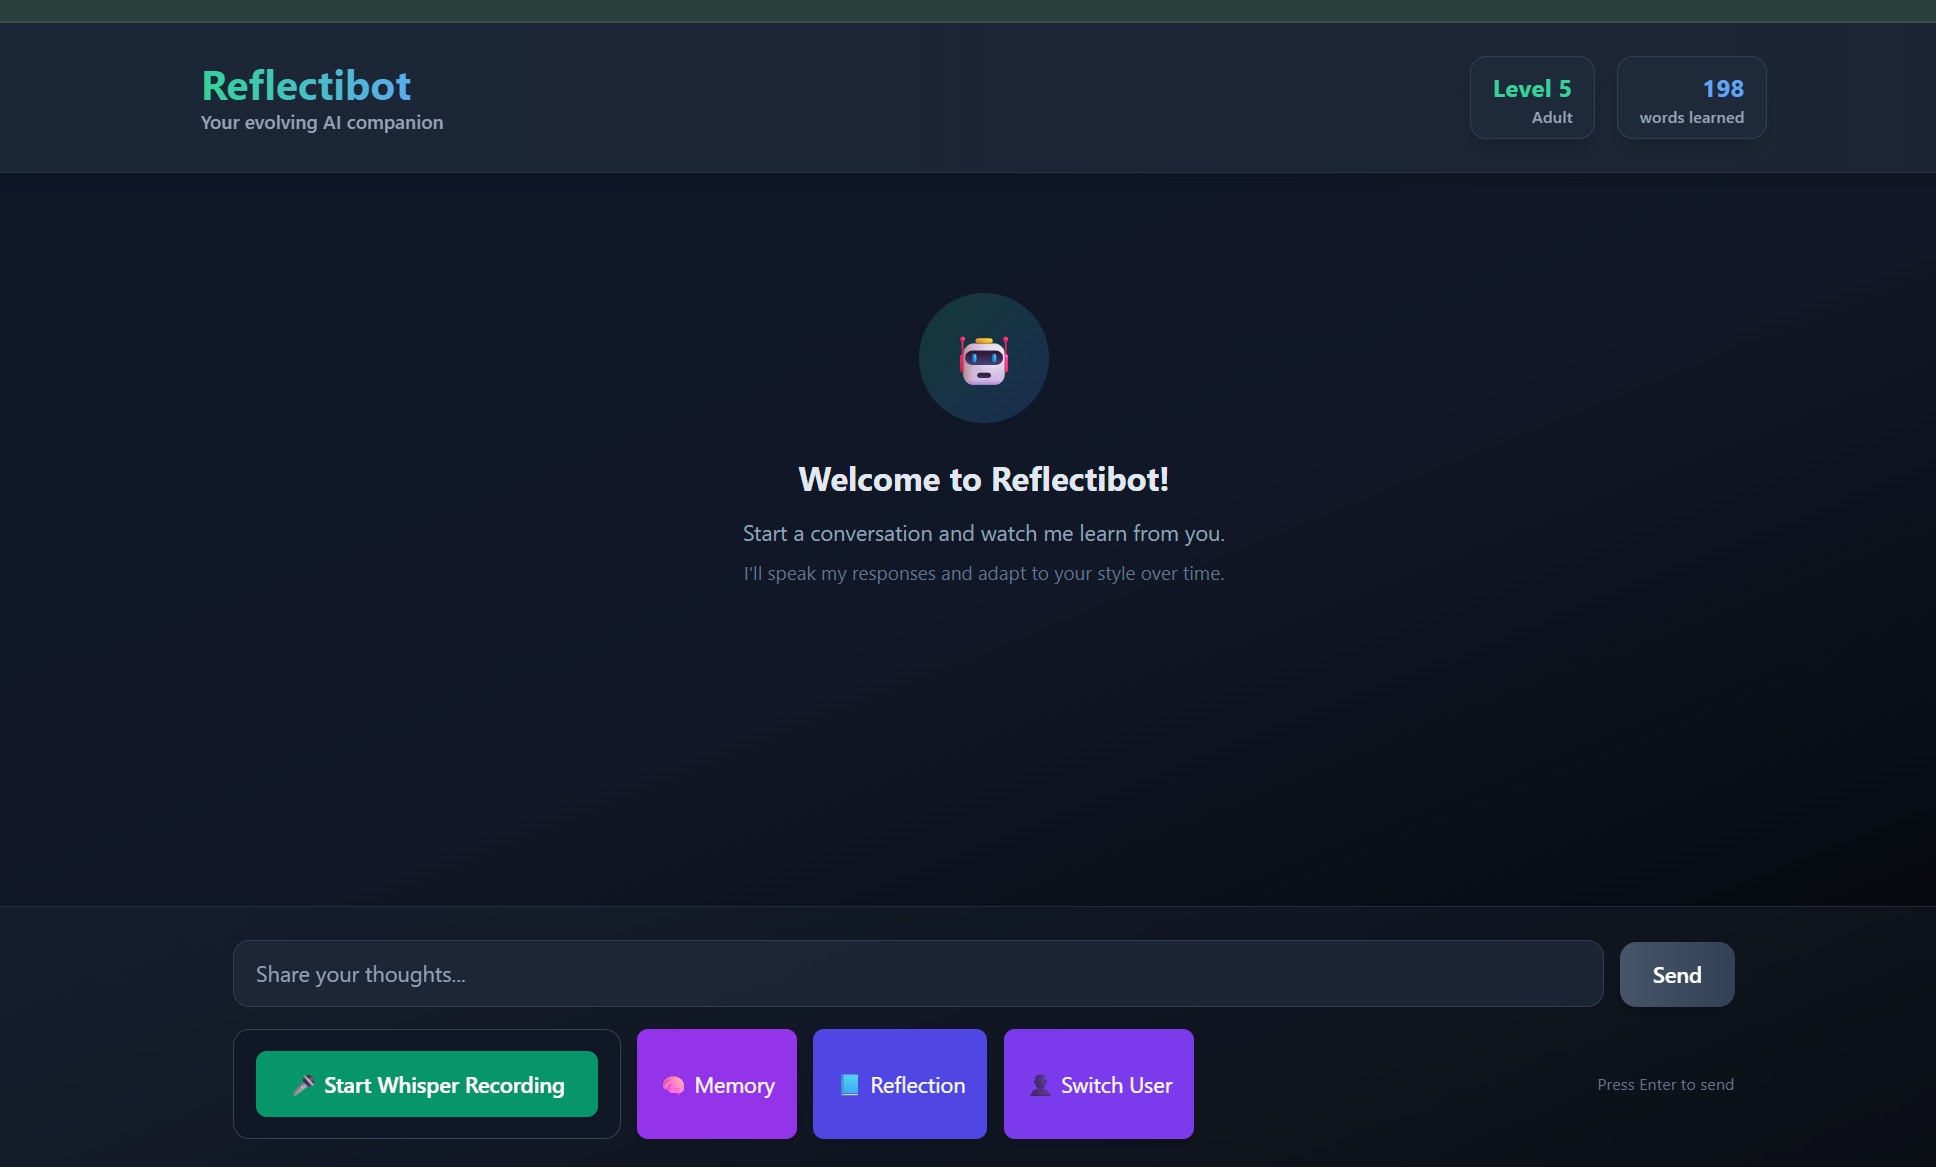 Reflectibot
Your evolving AI companion
Level 5
Adult
198
words learned
Welcome to Reflectibot!
Start a conversation and watch me learn from you.
I'll speak my responses and adapt to your style over time.
Share your thoughts...
Send
Start Whisper Recording
Memory
Reflection
Switch User
Press Enter to send